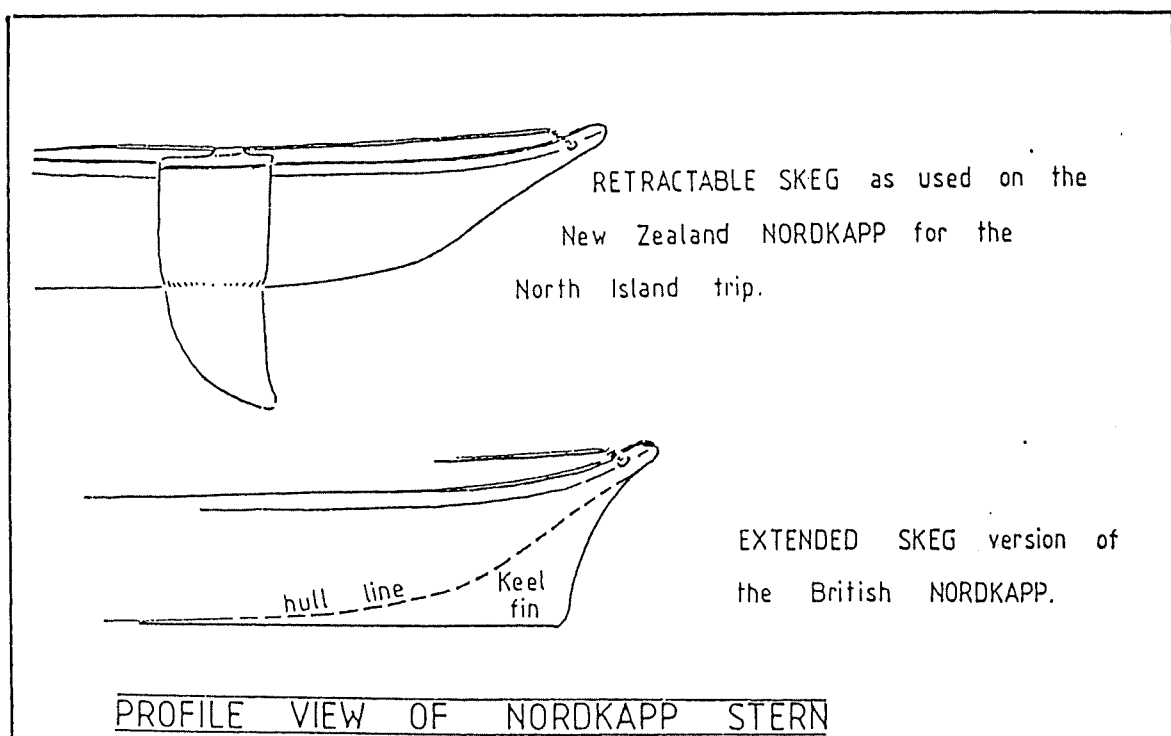 RETRACTABLE SKEG as used on the
New Zealand NORDKAPP for the
North Island trip.
EXTENDED SKEG version of
the British NORDKAPP.
hull line
Keel
fin
PROFILE VIEW OF NORDKAPP STERN